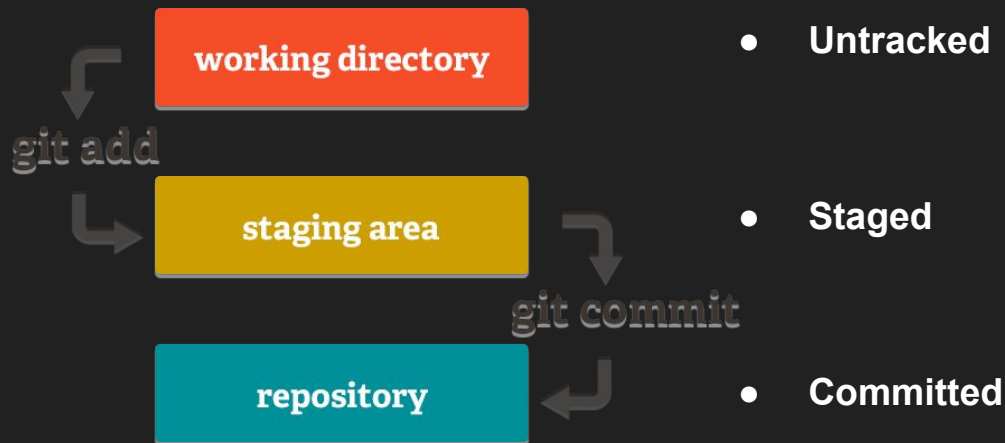 working directory
● Untracked
git add
staging area
● Staged
git commit
repository
● Committed